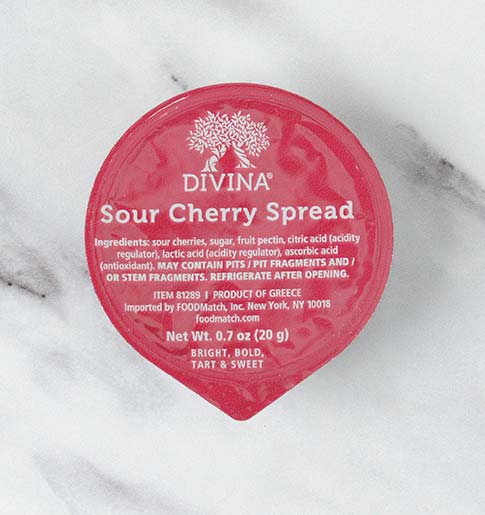 DIVINA®
Sour Cherry Spread
Ingredients: sour cherries, sugar, fruit pectin, citric acid (acidity
regulator), lactic acid (acidity regulator), ascorbic acid
(antioxidant). MAY CONTAIN PITS / PIT FRAGMENTS AND /
OR STEM FRAGMENTS. REFRIGERATE AFTER OPENING.
ITEM 81289 | PRODUCT OF GREECE
Imported by FOODMatch, Inc. New York, NY 10018
foodmatch.com
Net Wt. 0.7 oz (20 g)
BRIGHT, BOLD,
TART & SWEET